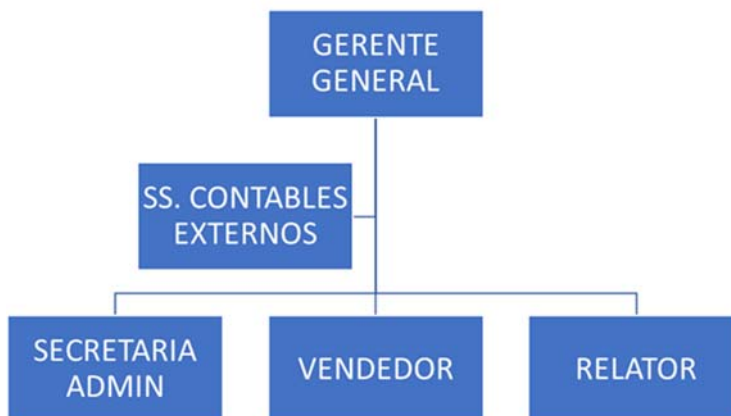 GERENTE
GENERAL
SS. CONTABLES
EXTERNOS
SECRETARIA
ADMIN
VENDEDOR
RELATOR